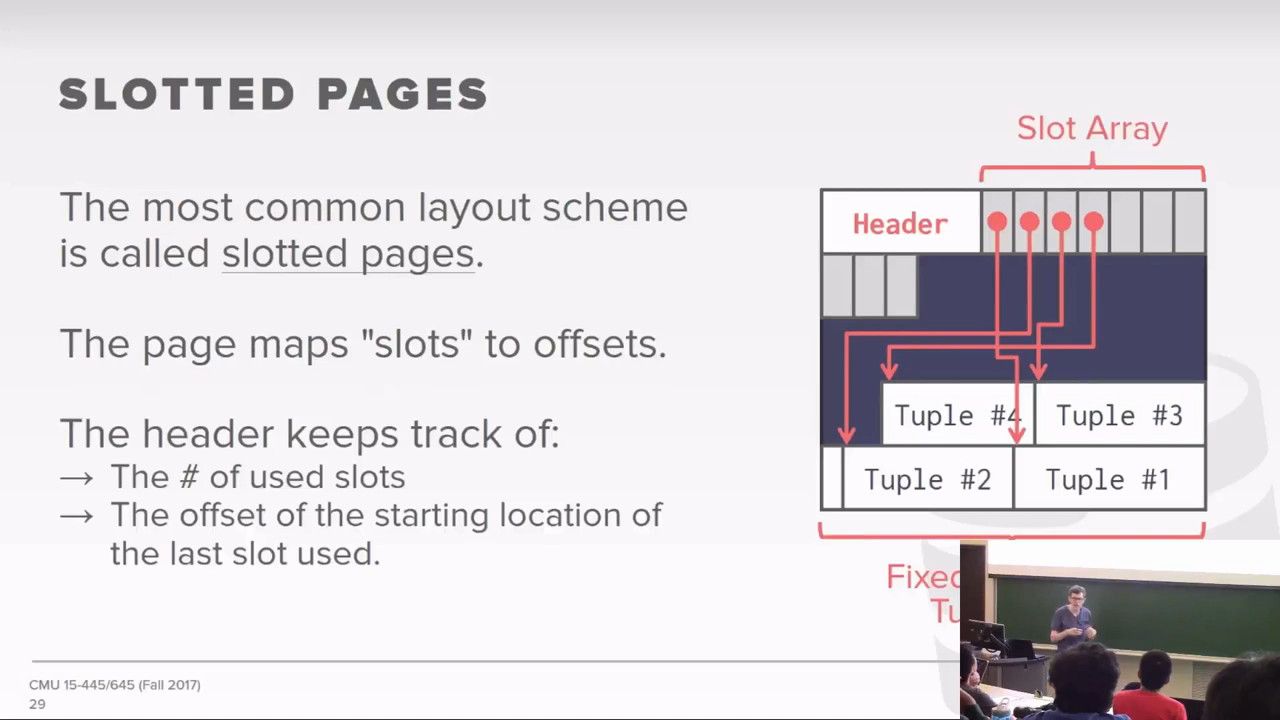 SLOTTED PAGES
The most common layout scheme
is called slotted pages.
The page maps "slots" to offsets.
The header keeps track of:
→ The # of used slots
→ The offset of the starting location of
the last slot used.
Slot Array
Header
Tuple #4 Tuple #3
Tuple #2 Tuple #1
CMU 15-445/645 (Fall 2017)
29